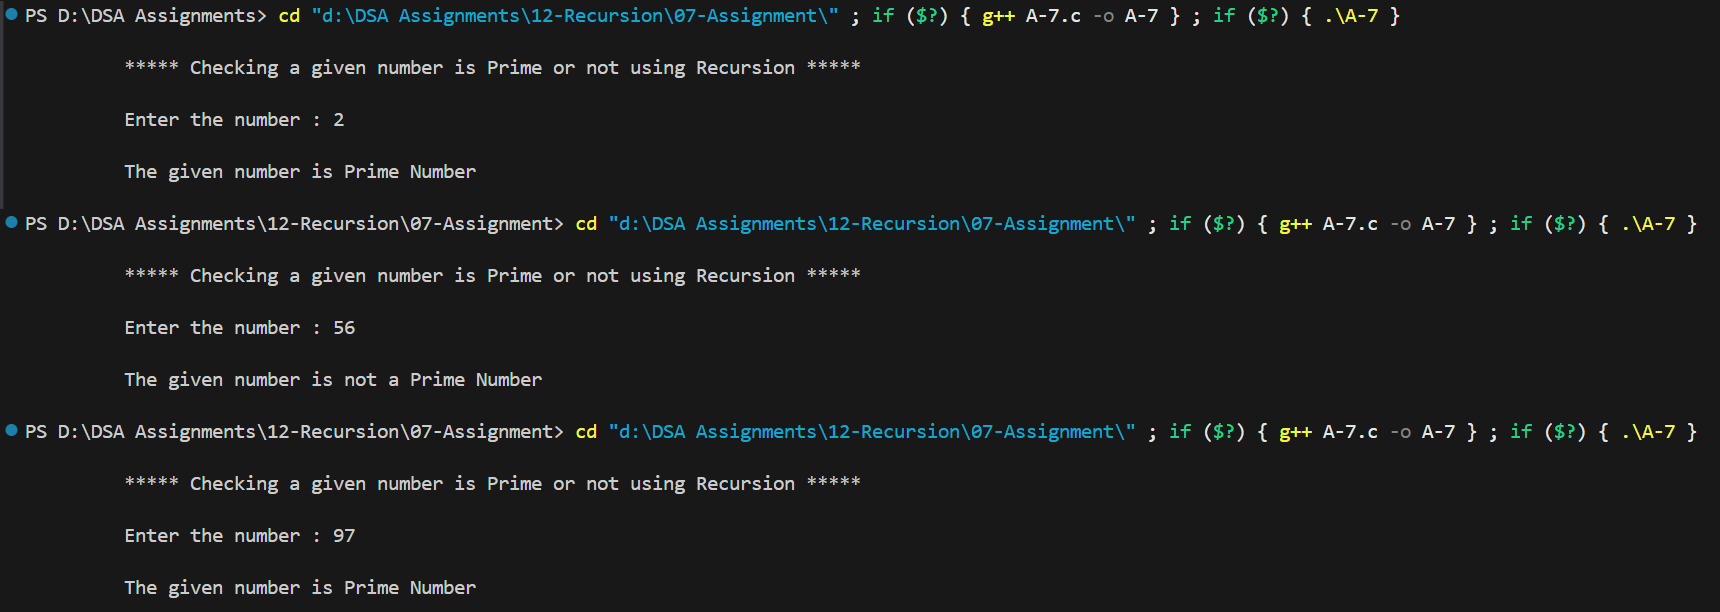 PS D:\DSA Assignments> cd "d:\DSA Assignments\12-Recursion\07-Assignment\" ; if ($?) { g++ A-7.c -o A-7 } ; if ($?) { .\A-7 }
***** Checking a given number is Prime or not using Recursion *****
Enter the number : 2
The given number is Prime Number
PS D:\DSA Assignments\12-Recursion\07-Assignment> cd "d:\DSA Assignments\12-Recursion\07-Assignment\" ; if ($?) { g++ A-7.c -o A-7 } ; if ($?) { .\A-7 }
***** Checking a given number is Prime or not using Recursion *****
Enter the number : 56
The given number is not a Prime Number
PS D:\DSA Assignments\12-Recursion\07-Assignment> cd "d:\DSA Assignments\12-Recursion\07-Assignment\" ; if ($?) { g++ A-7.c -o A-7 } ; if ($?) { .\A-7 }
***** Checking a given number is Prime or not using Recursion *****
Enter the number : 97
The given number is Prime Number